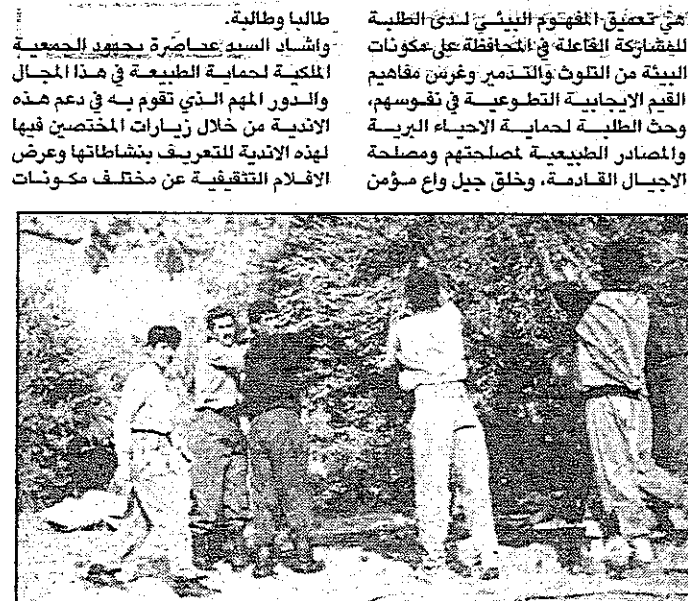 هي تعميق المفهوم البيئي لدى الطلبة
للمشاركة الفاعلة في المحافظة على مكونات
البيئة من التلوث والتدمير وغرس مفاهيم
القيم الايجابية التطوعية في نفوسهم،
وحث الطلبة لحماية الاحياء البرية
والمصادر الطبيعية لمصلحتهم ومصلحة
الاجيال القادمة، وخلق جيل واع مؤمن
طالبا وطالبة.
واشاد السيد عناصرة بجهود الجمعية
الملكية لحماية الطبيعة في هذا المجال
والدور المهم الذي تقوم به في دعم هذه
الاندية من خلال زيارات المختصين فيها
لهذه الاندية للتعريف بنشاطاتها وعرض
الافلام التثقيفية عن مختلف مكونات